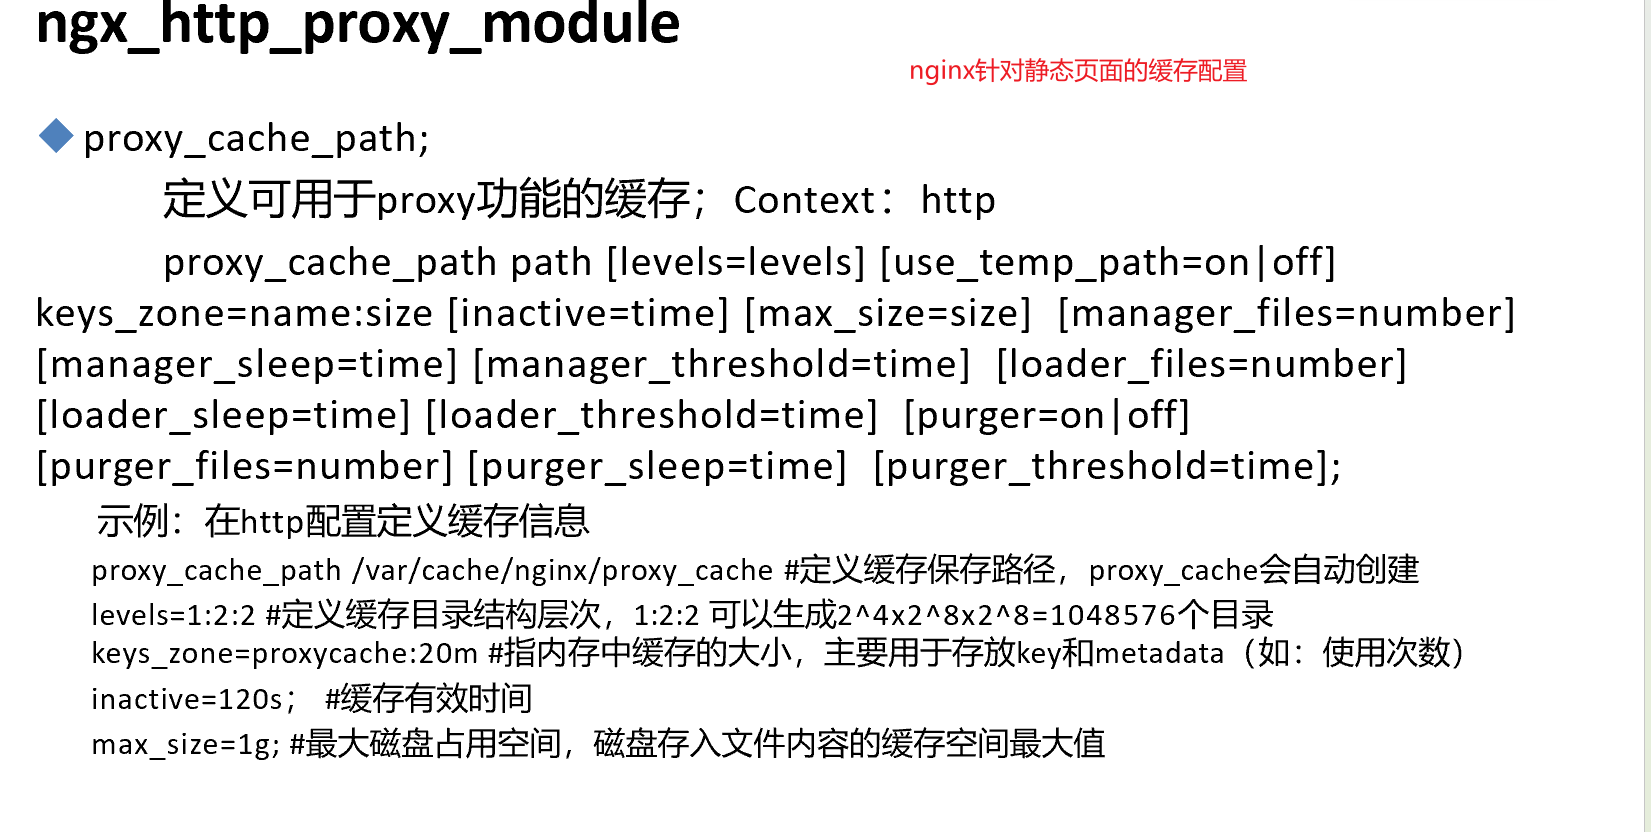 ngx_http_proxy_module
nginx针对静态页面的缓存配置
proxy_cache_path;
定义可用于proxy功能的缓存；Context：http
proxy_cache_path path [levels=levels] [use_temp_path=on|off]
keys_zone=name:size [inactive=time] [max_size=size]  [manager_files=number]
[manager_sleep=time] [manager_threshold=time]  [loader_files=number]
[loader_sleep=time] [loader_threshold=time]  [purger=on|off]
[purger_files=number] [purger_sleep=time]  [purger_threshold=time];
示例：在http配置定义缓存信息
proxy_cache_path /var/cache/nginx/proxy_cache #定义缓存保存路径，proxy_cache会自动创建
levels=1:2:2 #定义缓存目录结构层次，1:2:2 可以生成2^4x2^8x2^8=1048576个目录
keys_zone=proxycache:20m #指内存中缓存的大小，主要用于存放key和metadata（如：使用次数）
inactive=120s； #缓存有效时间
max_size=1g; #最大磁盘占用空间，磁盘存入文件内容的缓存空间最大值